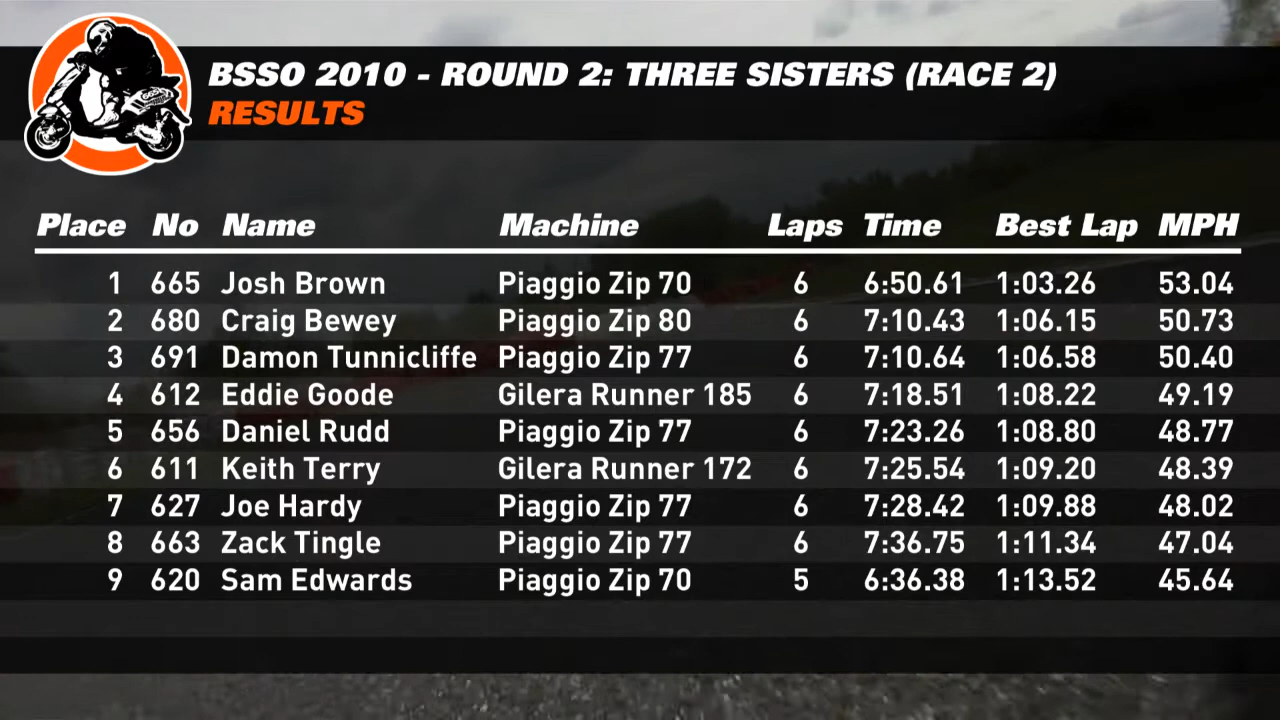 BSSO 2010 - ROUND 2: THREE SISTERS (RACE 2)
RESULTS
Place No Name Machine Laps Time Best Lap MPH
1 665 Josh Brown Piaggio Zip 70 6 6:50.61 1:03.26 53.04
2 680 Craig Bewey Piaggio Zip 80 6 7:10.43 1:06.15 50.73
3 691 Damon Tunnicliffe Piaggio Zip 77 6 7:10.64 1:06.58 50.40
4 612 Eddie Goode Gilera Runner 185 6 7:18.51 1:08.22 49.19
5 656 Daniel Rudd Piaggio Zip 77 6 7:23.26 1:08.80 48.77
6 611 Keith Terry Gilera Runner 172 6 7:25.54 1:09.20 48.39
7 627 Joe Hardy Piaggio Zip 77 6 7:28.42 1:09.88 48.02
8 663 Zack Tingle Piaggio Zip 77 6 7:36.75 1:11.34 47.04
9 620 Sam Edwards Piaggio Zip 70 5 6:36.38 1:13.52 45.64